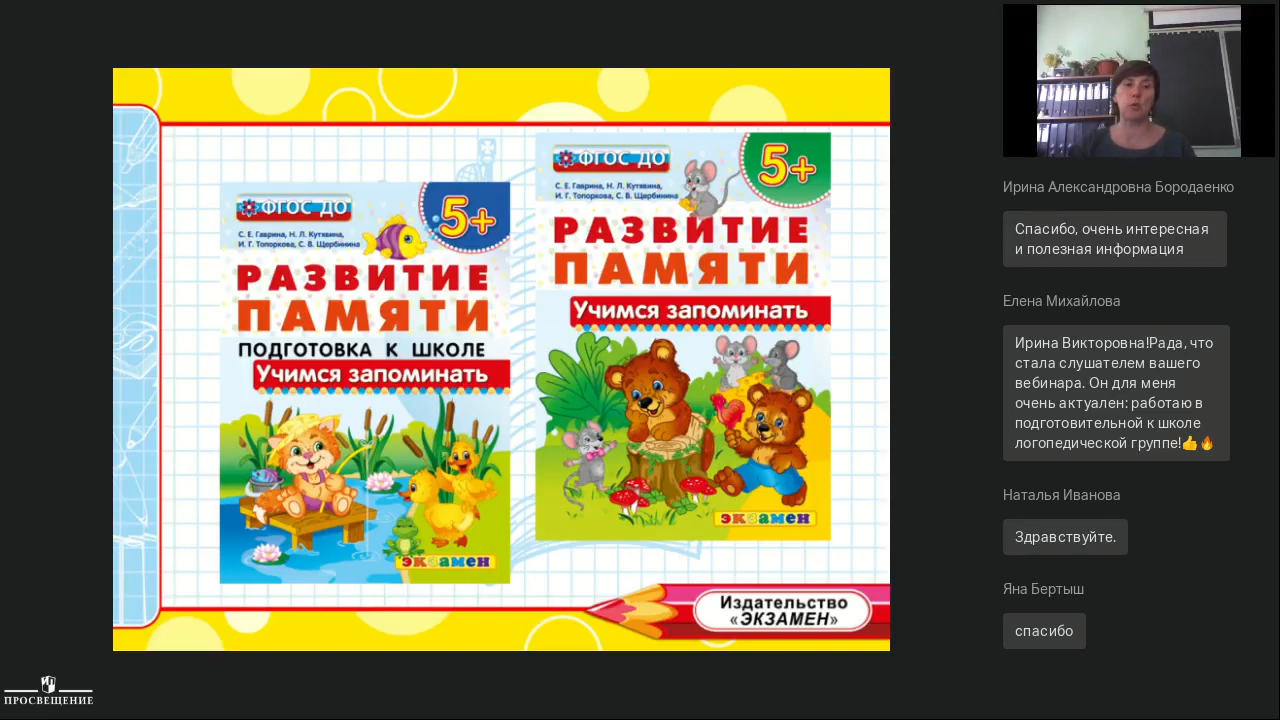 ФГОС ДО
5+
С. Е. Гаврина, Н. Л. Кутявина,
И. Г. Топоркова, С. В. Щербинина
РАЗВИТИЕ
ПАМЯТИ
ПОДГОТОВКА К ШКОЛЕ
Учимся запоминать
экзамен
ФГОС ДО
5+
С. Е. Гаврина, Н. Л. Кутявина,
И. Г. Топоркова, С. В. Щербинина
РАЗВИТИЕ
ПАМЯТИ
Учимся запоминать
экзамен
Издательство
«ЭКЗАМЕН»
ПРОСВЕЩЕНИЕ
Ирина Александровна Бородаенко
Спасибо, очень интересная
и полезная информация
Елена Михайлова
Ирина Викторовна!Рада, что
стала слушателем вашего
вебинара. Он для меня
очень актуален: работаю в
подготовительной к школе
логопедической группе!👍🔥
Наталья Иванова
Здравствуйте.
Яна Бертыш
спасибо